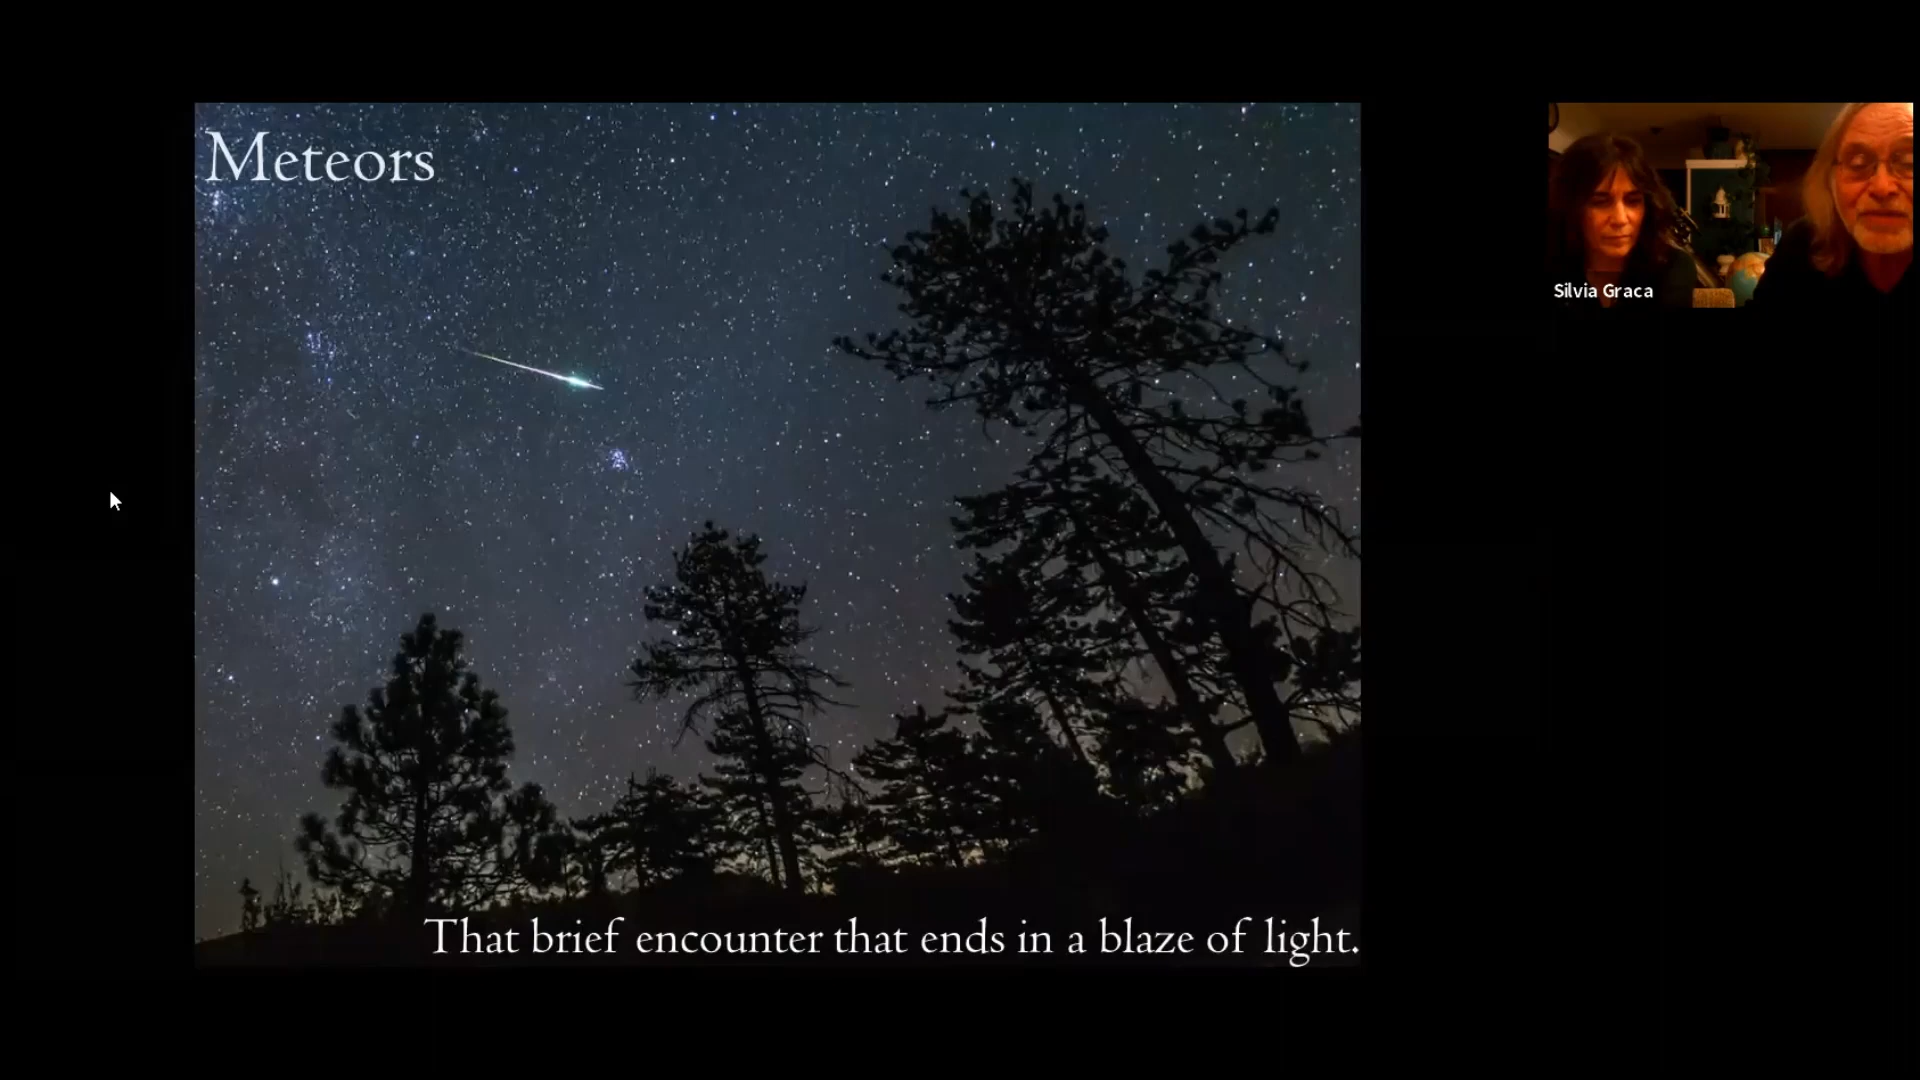 Meteors
Silvia Graca
That brief encounter that ends in a blaze of light.